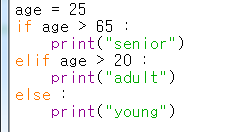 age = 25
if age > 65 :
    print("senior")
elif age > 20 :
    print("adult")
else :
    print("young")